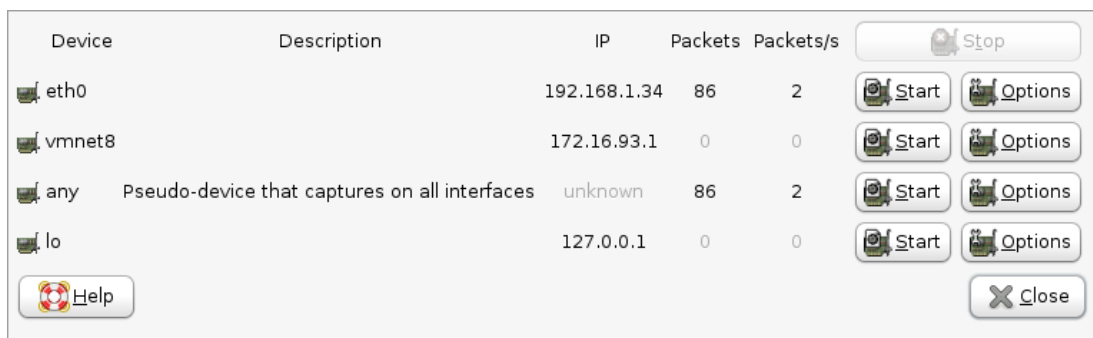 Device Description IP Packets Packets/s Stop
eth0 192.168.1.34 86 2 Start Options
vmnet8 172.16.93.1 0 0 Start Options
any Pseudo-device that captures on all interfaces unknown 86 2 Start Options
lo 127.0.0.1 0 0 Start Options
Help Close